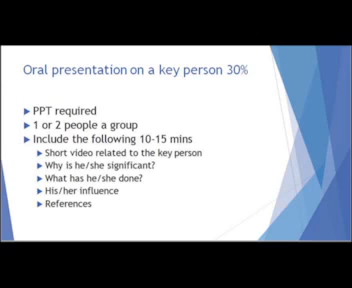 Oral presentation on a key person 30%
PPT required
1 or 2 people a group
Include the following 10-15 mins
Short video related to the key person
Why is he/she significant?
What has he/she done?
His/her influence
References